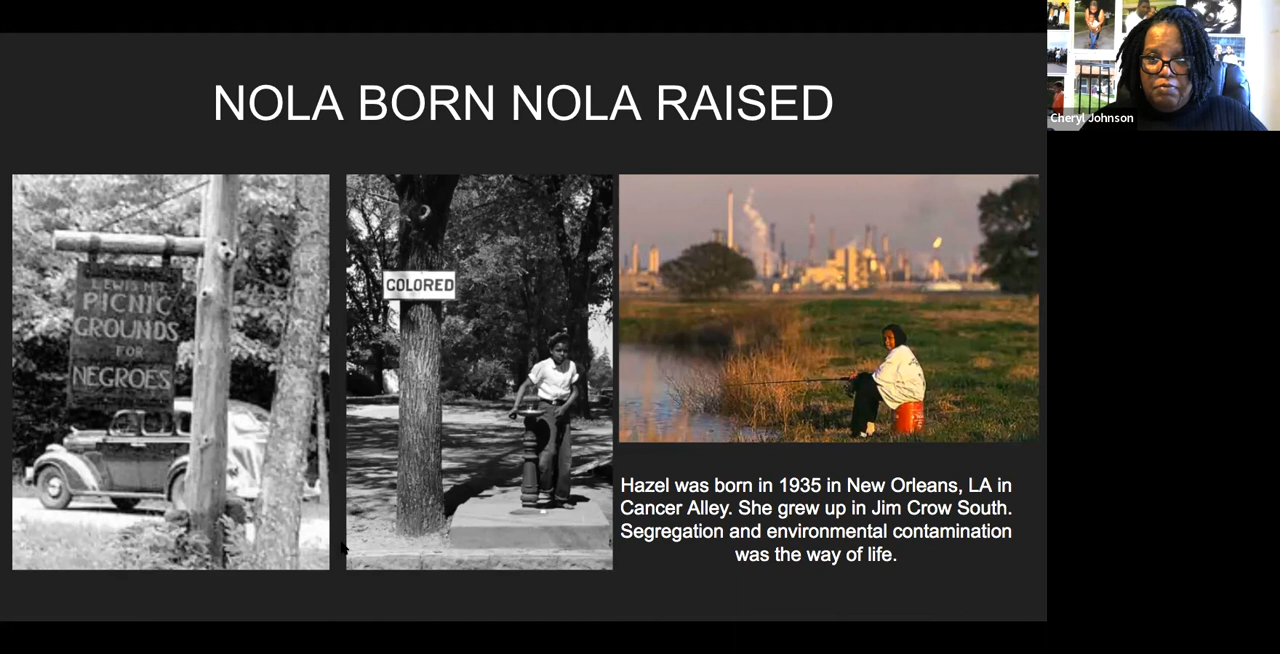 NOLA BORN NOLA RAISED
LEWIS MT.
PICNIC
GROUNDS
FOR
NEGROES
COLORED
Hazel was born in 1935 in New Orleans, LA in
Cancer Alley. She grew up in Jim Crow South.
Segregation and environmental contamination
was the way of life.
Cheryl Johnson